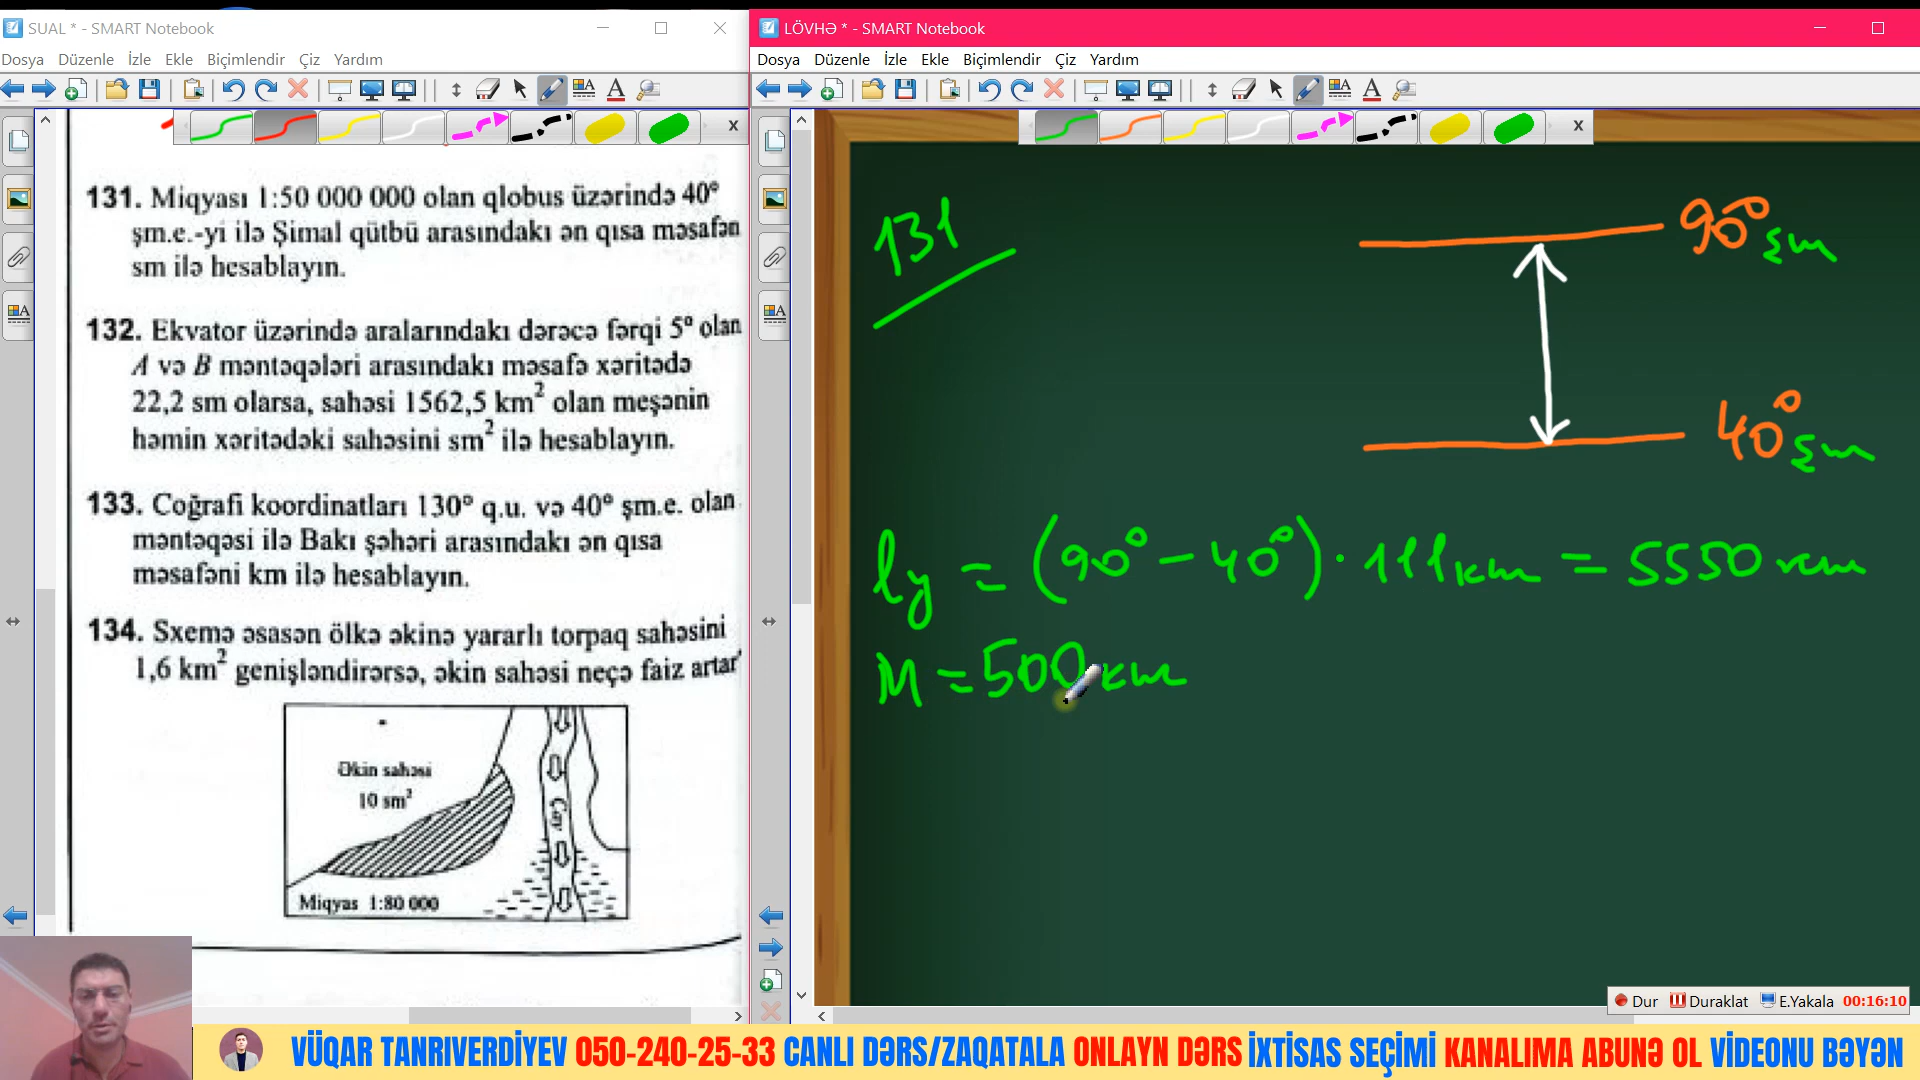 SUAL * - SMART Notebook
Dosya Düzenle İzle Ekle Biçimlendir Çiz Yardım
x
131. Miqyası 1:50 000 000 olan qlobus üzərində 40°
şm.e.-yi ilə Şimal qütbü arasındakı ən qısa məsafən
sm ilə hesablayın.
132. Ekvator üzərində aralarındakı dərəcə fərqi 5° olan
A və B məntəqələri arasındakı məsafə xəritədə
22,2 sm olarsa, sahəsi 1562,5 km² olan meşənin
həmin xəritədəki sahəsini sm² ilə hesablayın.
133. Coğrafi koordinatları 130° q.u. və 40° şm.e. olan
məntəqəsi ilə Bakı şəhəri arasındakı ən qısa
məsafəni km ilə hesablayın.
134. Sxemə əsasən ölkə əkinə yararlı torpaq sahəsini
1,6 km² genişləndirərsə, əkin sahəsi neçə faiz artar
Əkin sahəsi
10 sm²
Çay
Miqyas 1:80 000
LÖVHƏ * - SMART Notebook
Dosya Düzenle İzle Ekle Biçimlendir Çiz Yardım
x
131
90° şm
40° şm
ly = (90° - 40°) · 111 km = 5550 km
M = 500 km
Dur Duraklat E.Yakala 00:16:10
VÜQAR TANRIVERDİYEV 050-240-25-33 CANLI DƏRS/ZAQATALA ONLAYN DƏRS İXTİSAS SEÇİMİ KANALIMA ABUNƏ OL VİDEONU BƏYƏN